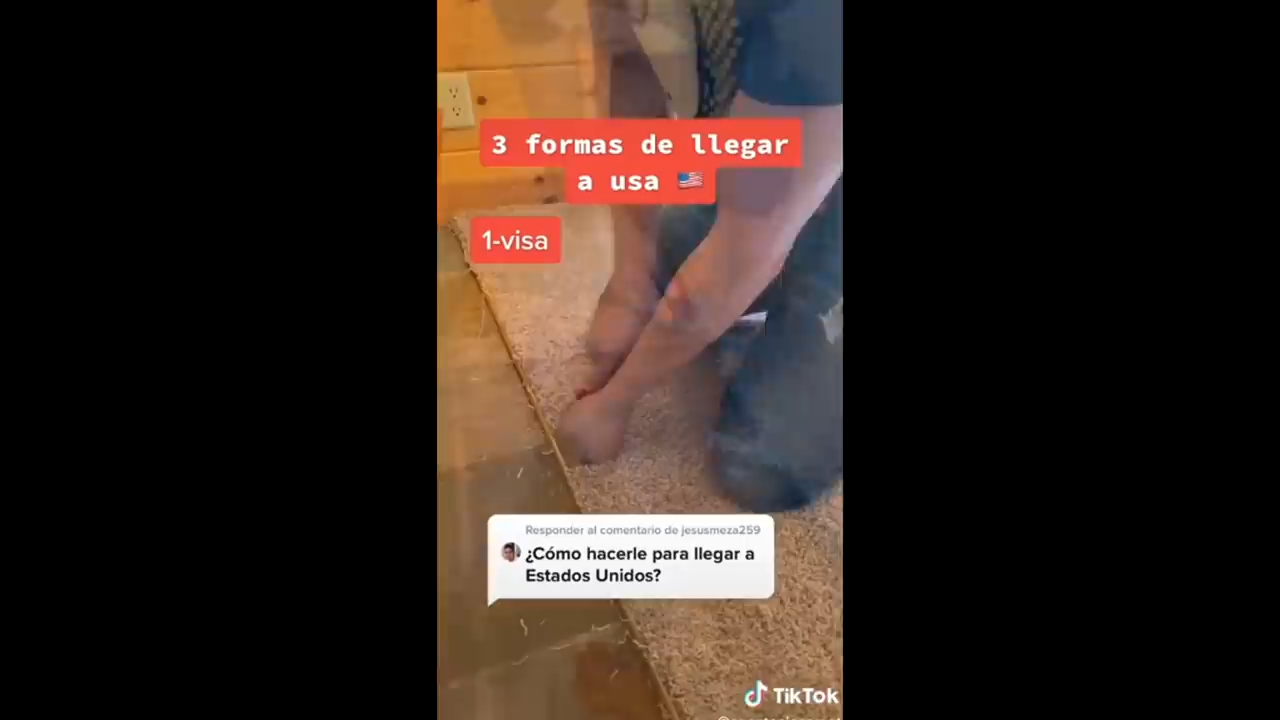 3 formas de llegar
a usa 🇺🇸
1-visa
Responder al comentario de jesusmeza259
¿Cómo hacerle para llegar a
Estados Unidos?
TikTok